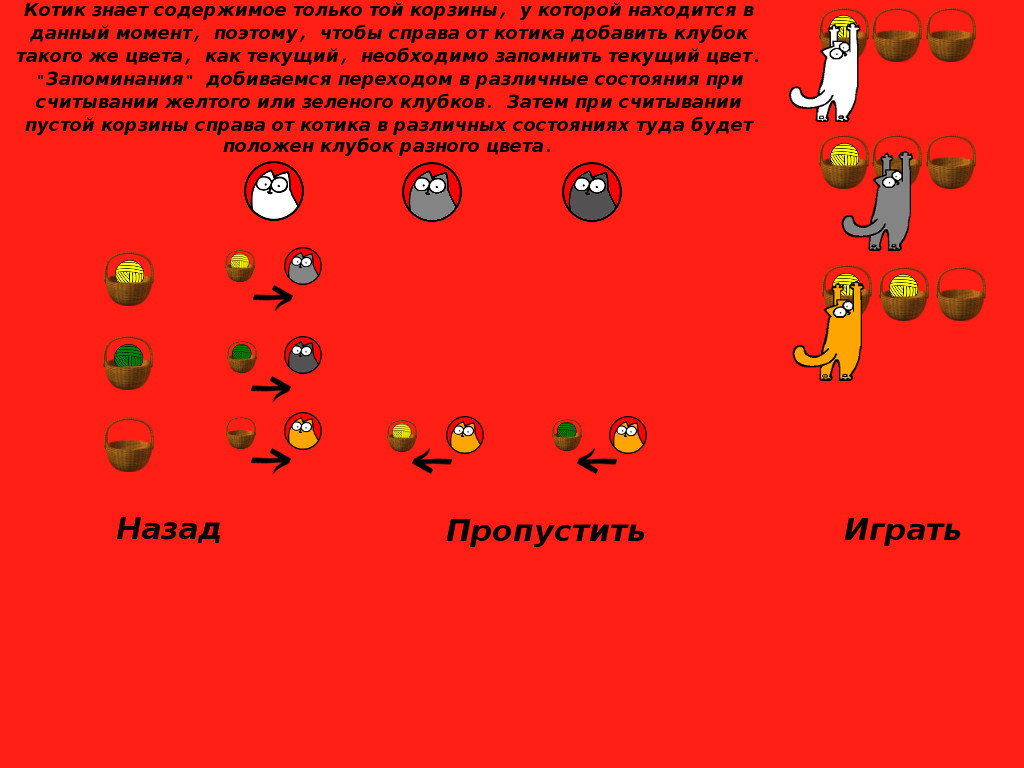 Котик знает содержимое только той корзины, у которой находится в
данный момент, поэтому, чтобы справа от котика добавить клубок
такого же цвета, как текущий, необходимо запомнить текущий цвет.
"Запоминания" добиваемся переходом в различные состояния при
считывании желтого или зеленого клубков. Затем при считывании
пустой корзины справа от котика в различных состояниях туда будет
положен клубок разного цвета.
Назад
Пропустить
Играть